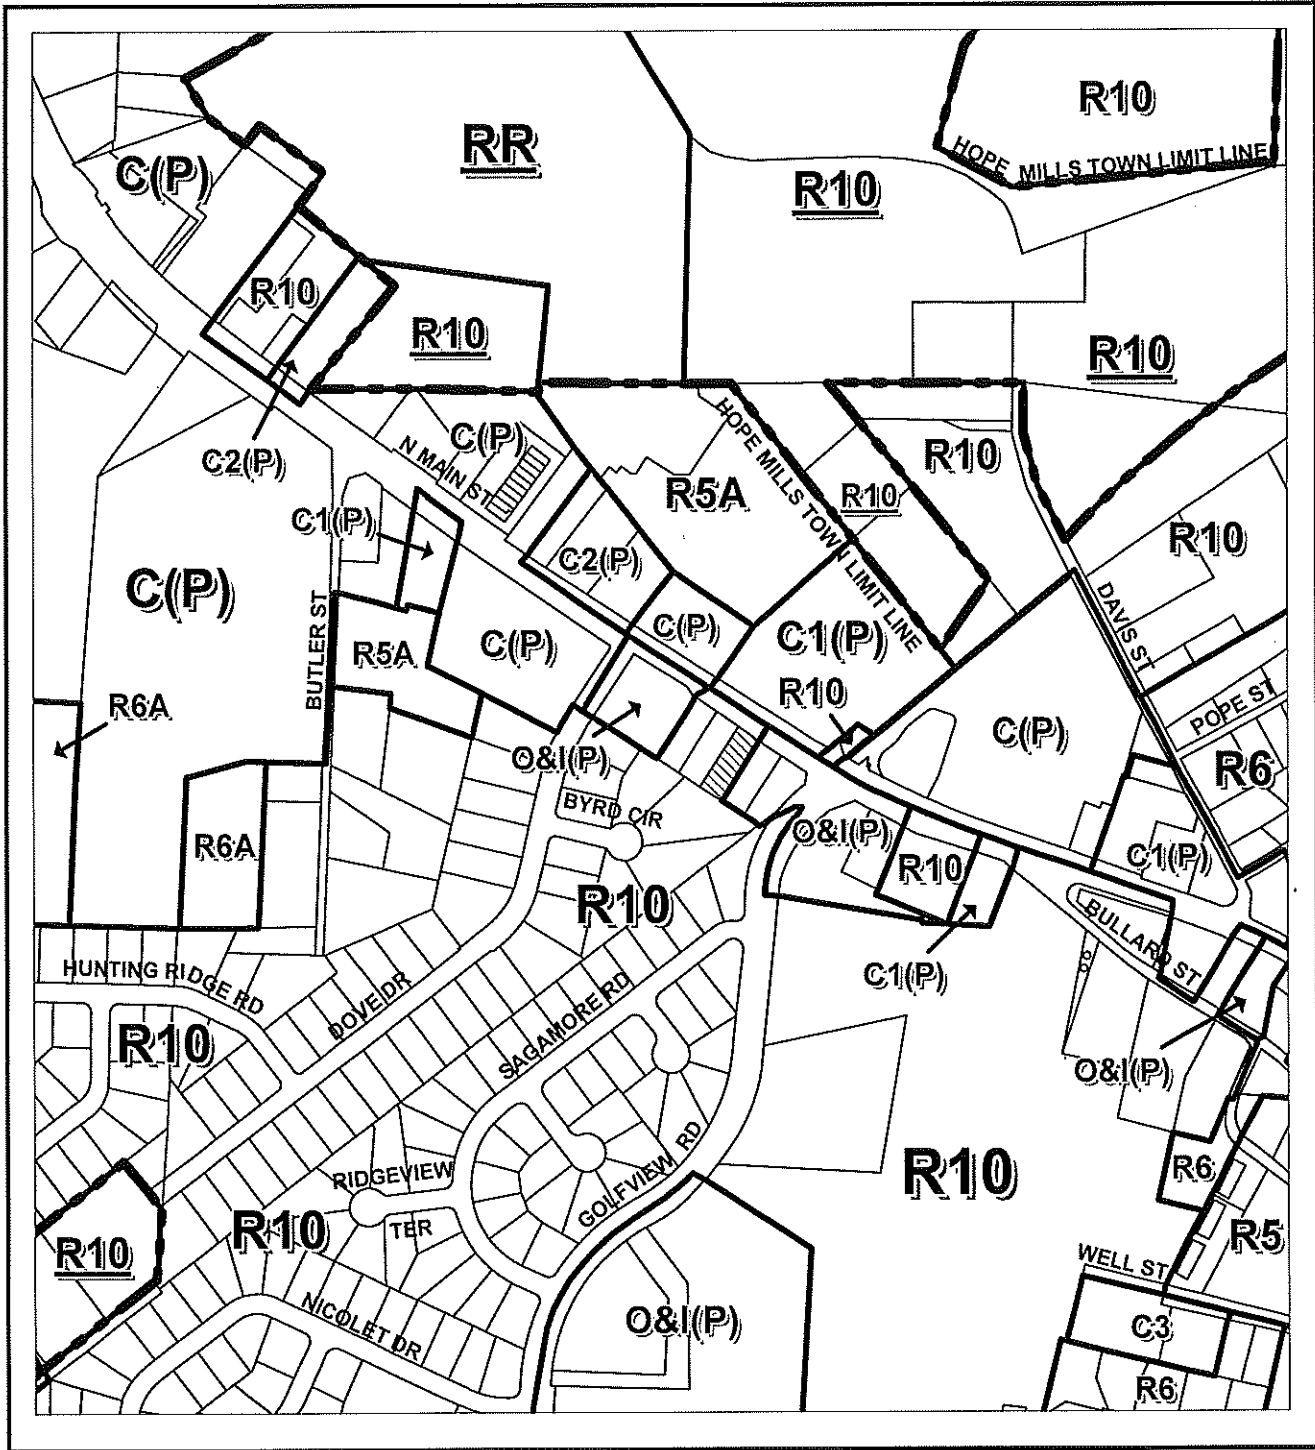 R10
HOPE MILLS TOWN LIMIT LINE
RR
C(P)
R10
R10
R10
R10
C2(P)
C(P)
N MAIN ST
R5A
HOPE MILLS TOWN LIMIT LINE
R10
R10
R10
C1(P)
C2(P)
C(P)
BUTLER ST
R5A
C(P)
C(P)
C1(P)
R10
DAVIS ST
POPE ST
R6
C(P)
R6A
O&I(P)
BYRD CIR
R6A
O&I(P)
R10
C1(P)
C1(P)
R10
BULLARD ST
HUNTING RIDGE RD
DOVE DR
SAGAMORE RD
R10
O&I(P)
RIDGEVIEW
TER
GOLFVIEW RD
R10
R6
R5
R10
R10
NICOLET DR
O&I(P)
WELL ST
C3
R6